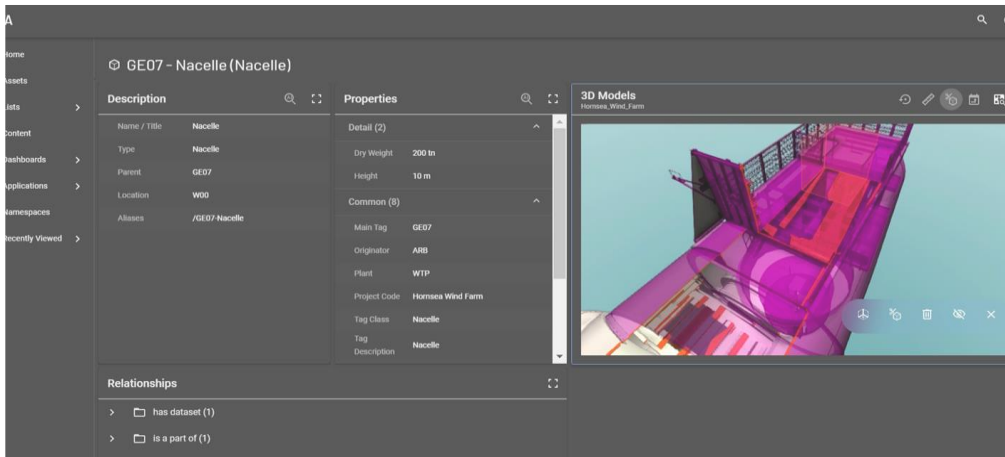 A
GE07 - Nacelle (Nacelle)
Home
Assets
Lists
Content
Dashboards
Applications
Namespaces
Recently Viewed
Description
Name / Title Nacelle
Type Nacelle
Parent GE07
Location W00
Aliases /GE07-Nacelle
Properties
Detail (2)
Dry Weight 200 tn
Height 10 m
Common (8)
Main Tag GE07
Originator ARB
Plant WTP
Project Code Hornsea Wind Farm
Tag Class Nacelle
Tag
Description Nacelle
3D Models
Hornsea_Wind_Farm
Relationships
has dataset (1)
is a part of (1)